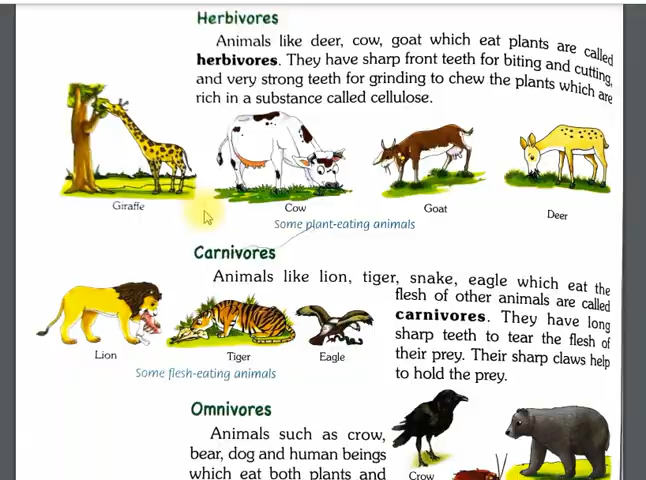 Herbivores
Animals like deer, cow, goat which eat plants are called
herbivores. They have sharp front teeth for biting and cutting,
and very strong teeth for grinding to chew the plants which are
rich in a substance called cellulose.
Giraffe
Cow
Goat
Deer
Some plant-eating animals
Carnivores
Animals like lion, tiger, snake, eagle which eat the
flesh of other animals are called
carnivores. They have long
sharp teeth to tear the flesh of
their prey. Their sharp claws help
to hold the prey.
Lion
Tiger
Eagle
Some flesh-eating animals
Omnivores
Animals such as crow,
bear, dog and human beings
which eat both plants and
Crow